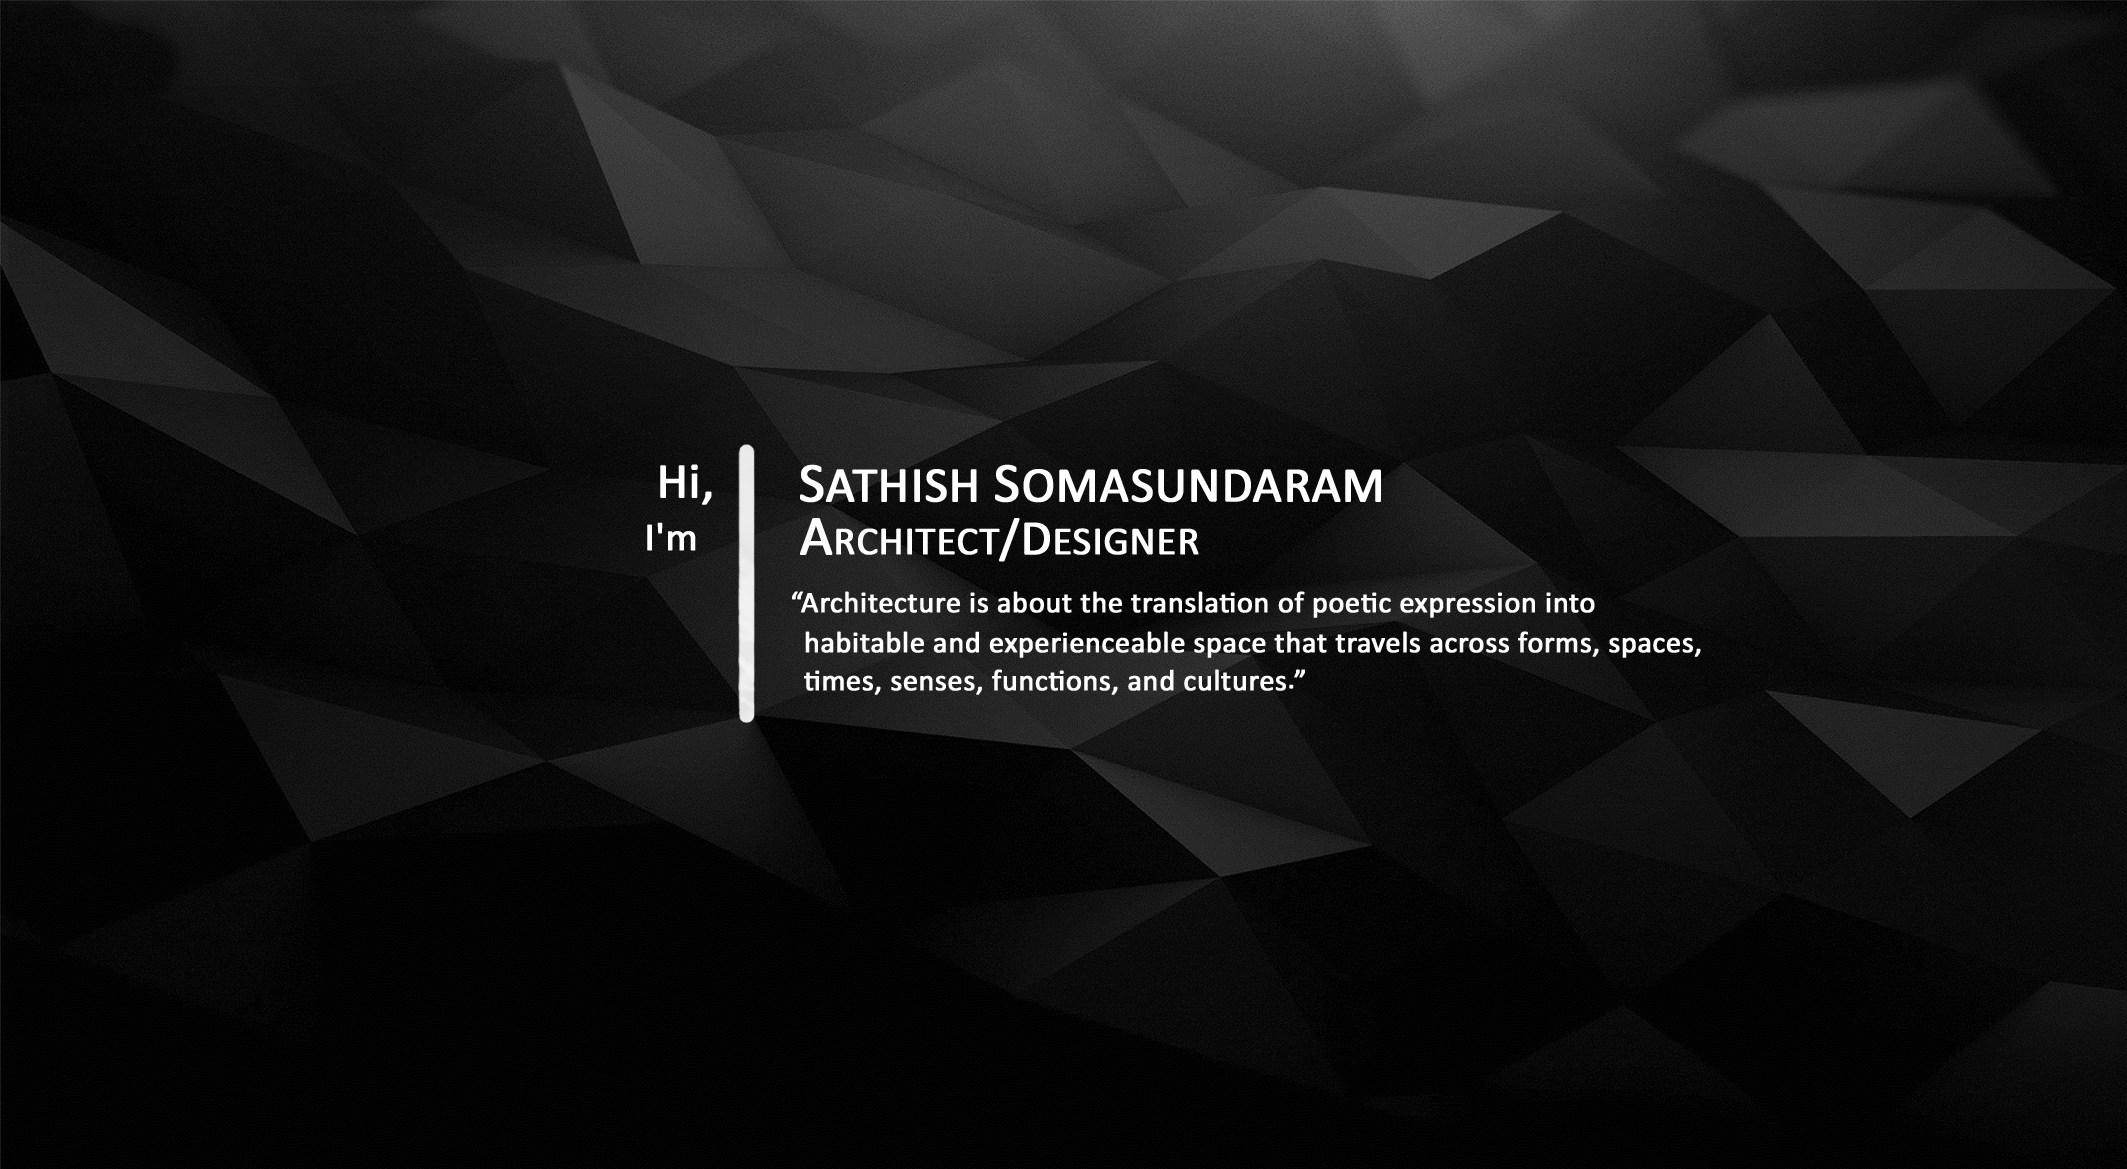 Hi,
I'm
SATHISH SOMASUNDARAM
ARCHITECT/DESIGNER
“Architecture is about the translation of poetic expression into
habitable and experienceable space that travels across forms, spaces,
times, senses, functions, and cultures.”